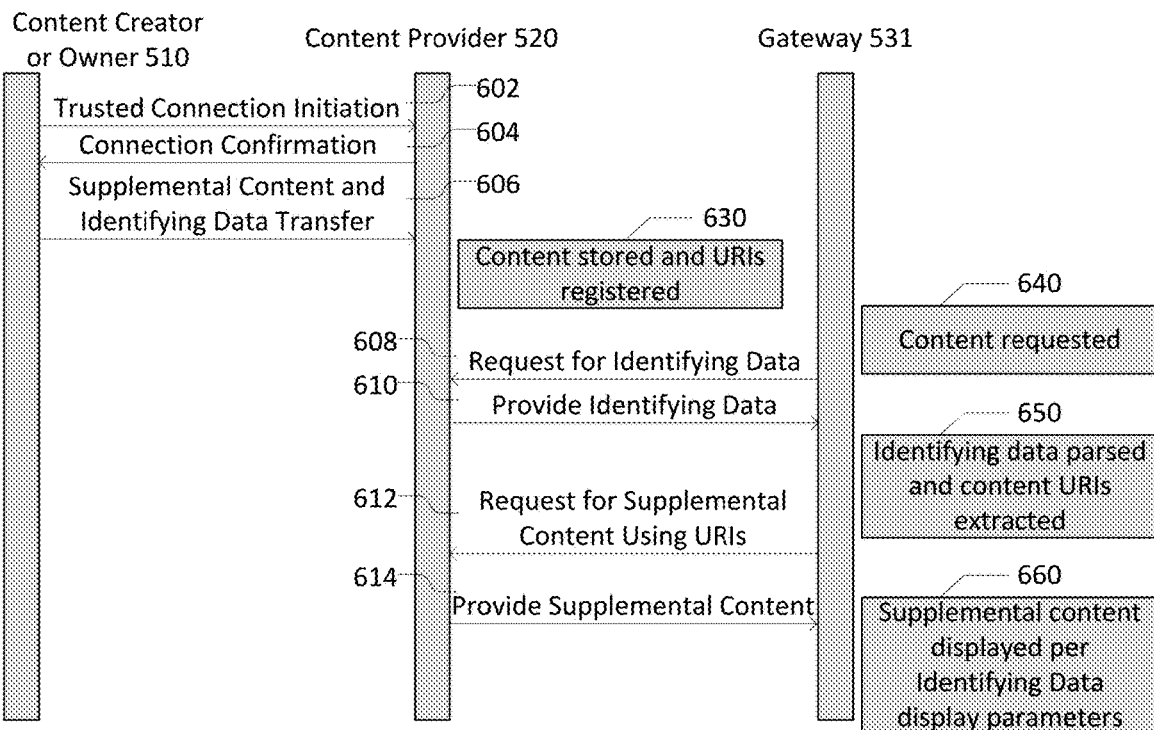 Content Creator
or Owner 510
Content Provider 520
Gateway 531
602
Trusted Connection Initiation
604
Connection Confirmation
606
Supplemental Content and
Identifying Data Transfer
630
Content stored and URIs
registered
640
Content requested
608
Request for Identifying Data
610
Provide Identifying Data
650
Identifying data parsed
and content URIs
extracted
612
Request for Supplemental
Content Using URIs
614
Provide Supplemental Content
660
Supplemental content
displayed per
Identifying Data
display parameters